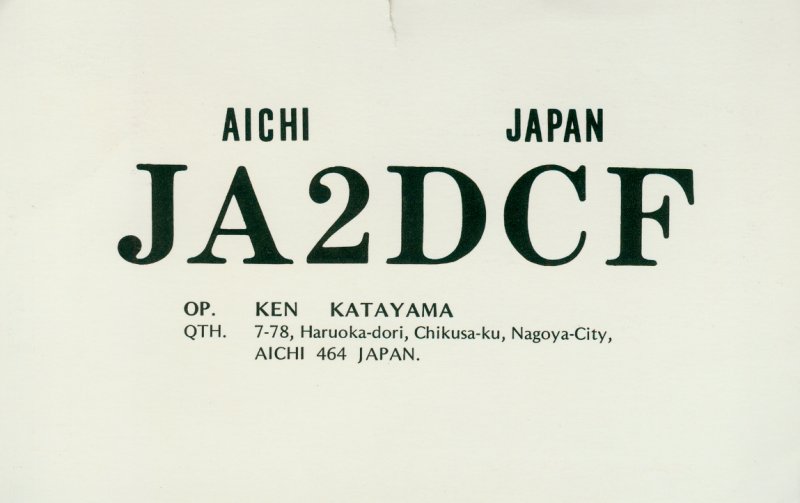 AICHI JAPAN
JA2DCF
OP. KEN KATAYAMA
QTH. 7-78, Haruoka-dori, Chikusa-ku, Nagoya-City,
AICHI 464 JAPAN.